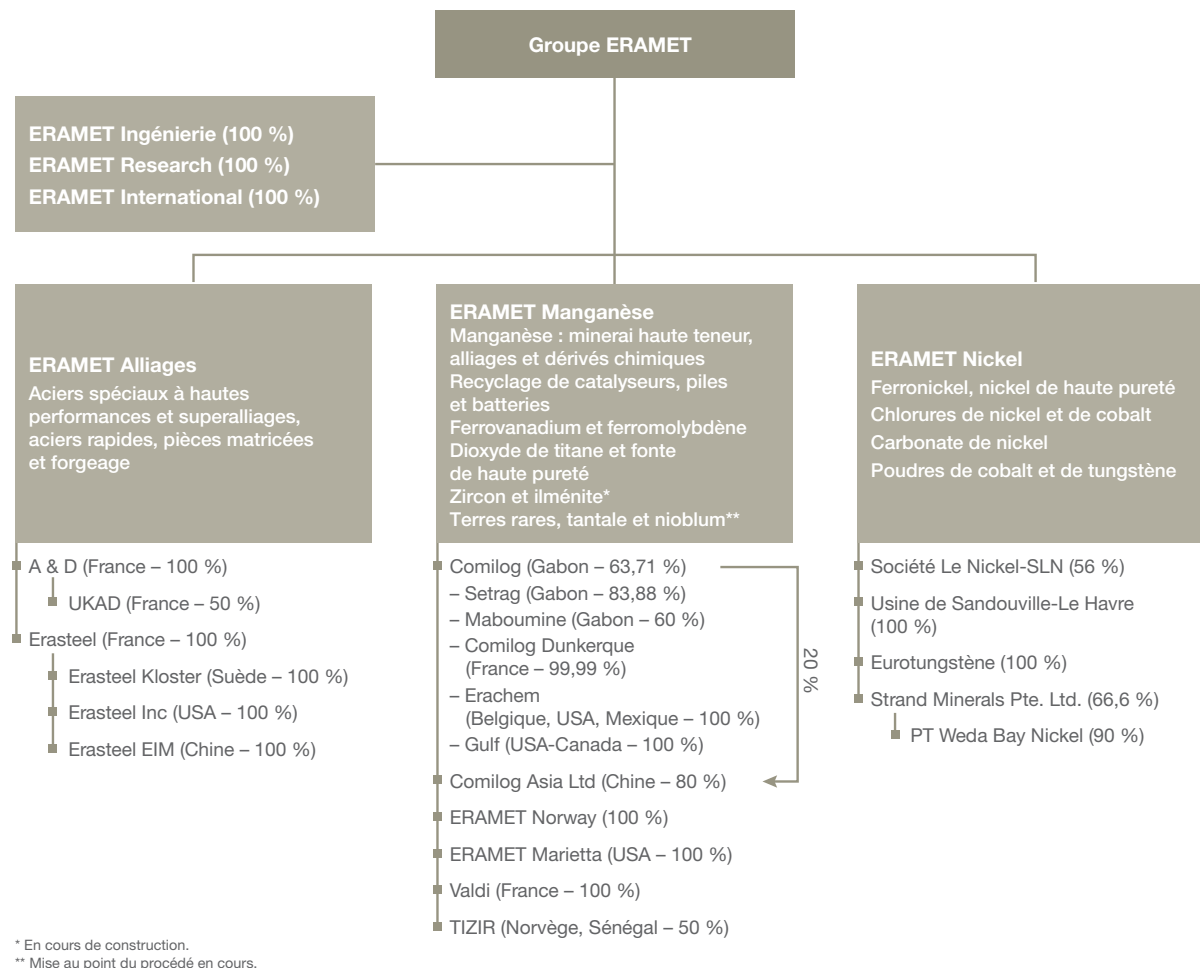 Groupe ERAMET
ERAMET Ingénierie (100 %)
ERAMET Research (100 %)
ERAMET International (100 %)
ERAMET Alliages
Aciers spéciaux à hautes
performances et superalliages,
aciers rapides, pièces matricées
et forgeage
A & D (France – 100 %)
UKAD (France – 50 %)
Erasteel (France – 100 %)
Erasteel Kloster (Suède – 100 %)
Erasteel Inc (USA – 100 %)
Erasteel EIM (Chine – 100 %)
ERAMET Manganèse
Manganèse : minerai haute teneur,
alliages et dérivés chimiques
Recyclage de catalyseurs, piles
et batteries
Ferrovanadium et ferromolybdène
Dioxyde de titane et fonte
de haute pureté
Zircon et ilménite*
Terres rares, tantale et nioblum**
Comilog (Gabon – 63,71 %)
– Setrag (Gabon – 83,88 %)
– Maboumine (Gabon – 60 %)
– Comilog Dunkerque
(France – 99,99 %)
– Erachem
(Belgique, USA, Mexique – 100 %)
– Gulf (USA-Canada – 100 %)
20 %
Comilog Asia Ltd (Chine – 80 %)
ERAMET Norway (100 %)
ERAMET Marietta (USA – 100 %)
Valdi (France – 100 %)
TIZIR (Norvège, Sénégal – 50 %)
ERAMET Nickel
Ferronickel, nickel de haute pureté
Chlorures de nickel et de cobalt
Carbonate de nickel
Poudres de cobalt et de tungstène
Société Le Nickel-SLN (56 %)
Usine de Sandouville-Le Havre
(100 %)
Eurotungstène (100 %)
Strand Minerals Pte. Ltd. (66,6 %)
PT Weda Bay Nickel (90 %)
* En cours de construction.
** Mise au point du procédé en cours.